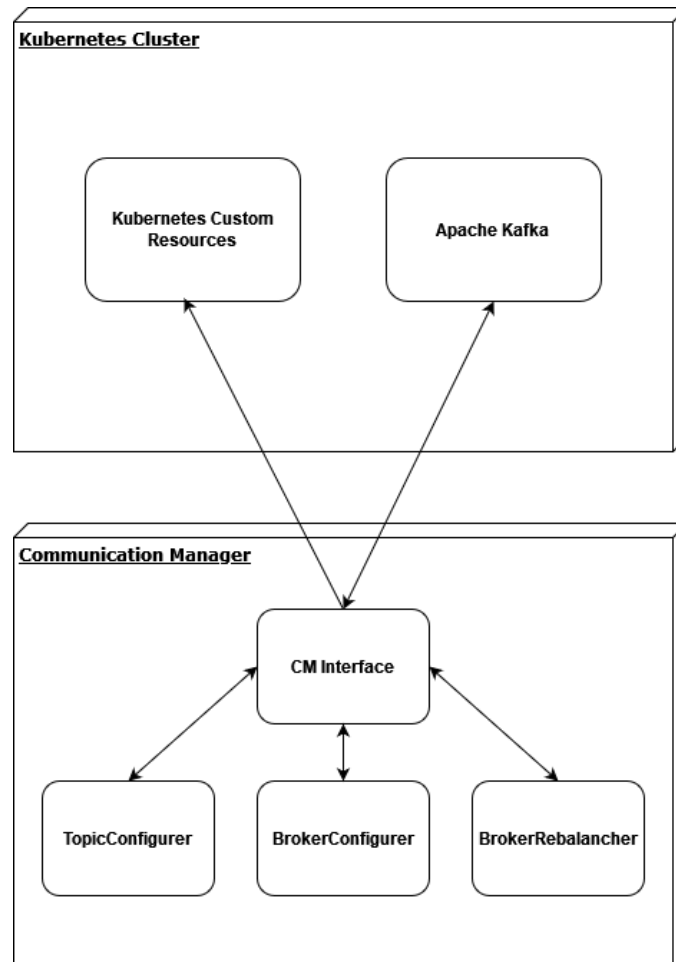 Kubernetes Cluster
Kubernetes Custom
Resources
Apache Kafka
Communication Manager
CM Interface
TopicConfigurer
BrokerConfigurer
BrokerRebalancher